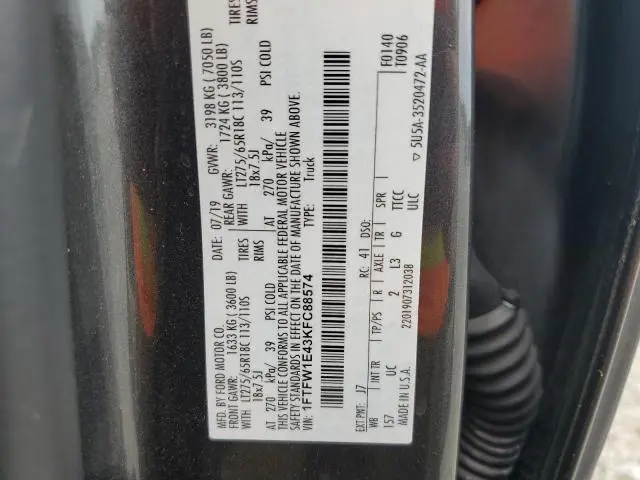 MFD. BY FORD MOTOR CO.
DATE: 07/19 GVWR: 3198 KG ( 7050 LB)
FRONT GAWR: 1633 KG (3600 LB) REAR GAWR: 1724 KG ( 3800 LB)
LT275/65R18C 113/110S TIRES WITH LT275/65R18C 113/110S TIRES
18x7.5J RIMS 18x7.5J RIMS
AT 270 kPa/ 39 PSI COLD AT 270 kPa/ 39 PSI COLD
THIS VEHICLE CONFORMS TO ALL APPLICABLE FEDERAL MOTOR VEHICLE
SAFETY STANDARDS IN EFFECT ON THE DATE OF MANUFACTURE SHOWN ABOVE.
VIN: 1FTFW1E43KFC88574 TYPE: Truck
F0140
T0906
EXT PNT: J7 RC: 41 DSO:
WB INT TR TP/PS R AXLE TR SPR
157 UC 2 L3 G TTCC
ULC
MADE IN U.S.A. 5U5A-3520472-AA